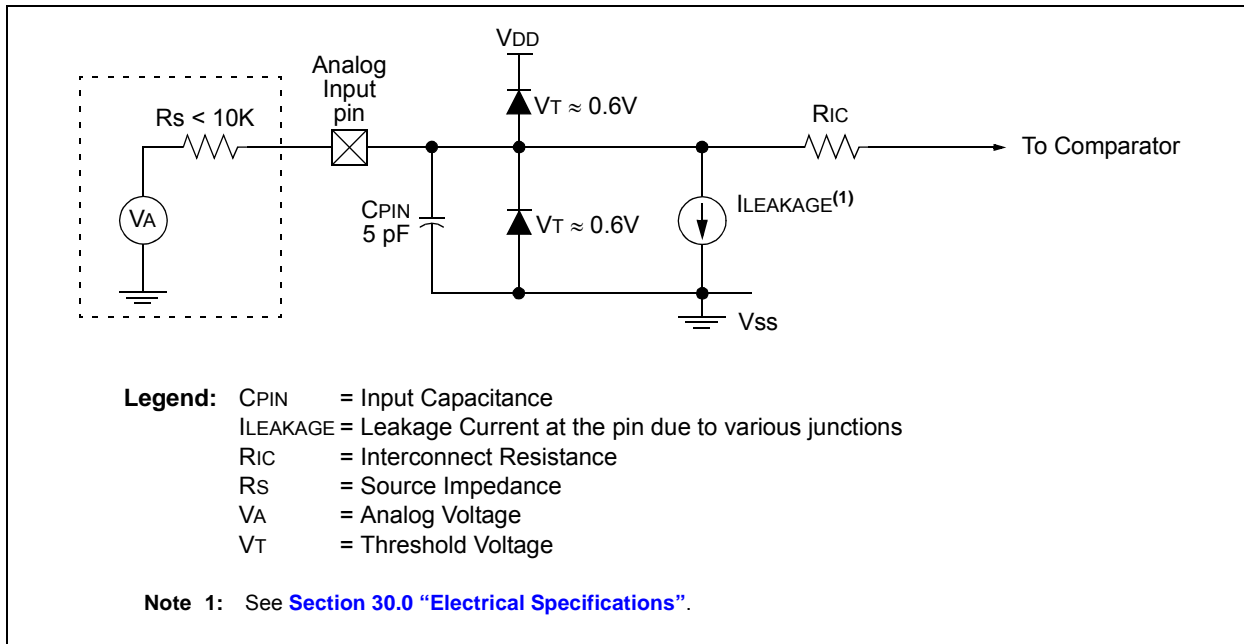 VDD
Analog
Input
pin
Rs < 10K
VT ≈ 0.6V
RIC
To Comparator
VA
CPIN
5 pF
VT ≈ 0.6V
ILEAKAGE(1)
Vss
Legend: CPIN = Input Capacitance
ILEAKAGE = Leakage Current at the pin due to various junctions
RIC = Interconnect Resistance
RS = Source Impedance
VA = Analog Voltage
VT = Threshold Voltage
Note 1: See Section 30.0 “Electrical Specifications”.